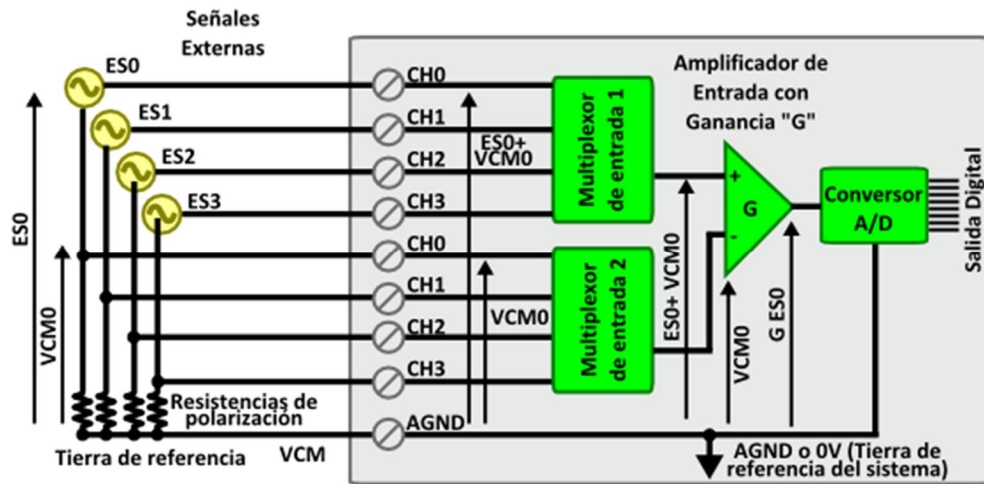 Señales
Externas
ES0
ES1
ES2
ES3
ES0
VCM0
CH0
CH1
CH2
CH3
CH0
CH1
CH2
CH3
AGND
ES0+
VCM0
VCM0
Multiplexor
de entrada 1
Multiplexor
de entrada 2
Amplificador de
Entrada con
Ganancia "G"
+
G
-
Conversor
A/D
Salida Digital
ES0+ VCM0
VCM0
G ES0
Resistencias de
polarización
Tierra de referencia
VCM
AGND o 0V (Tierra de
referencia del sistema)